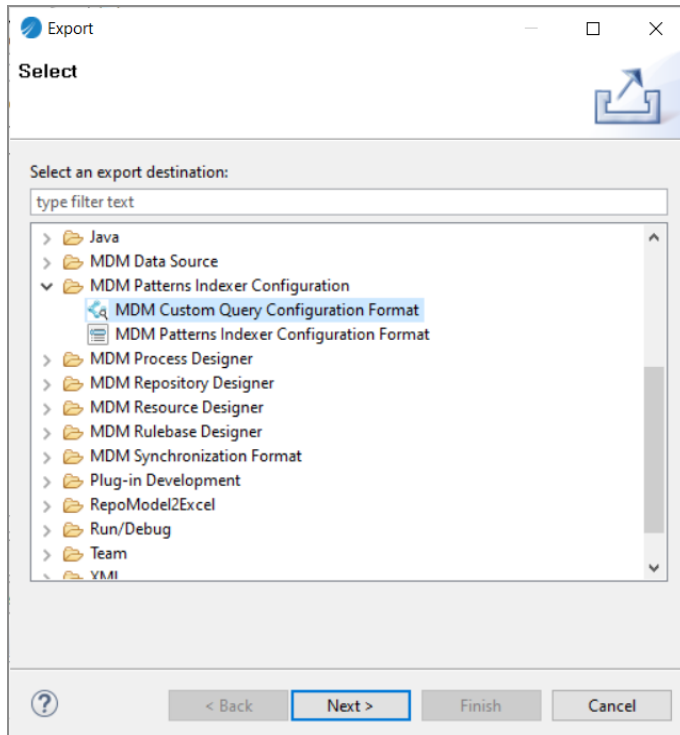 Export
Select
Select an export destination:
type filter text
Java
MDM Data Source
MDM Patterns Indexer Configuration
MDM Custom Query Configuration Format
MDM Patterns Indexer Configuration Format
MDM Process Designer
MDM Repository Designer
MDM Resource Designer
MDM Rulebase Designer
MDM Synchronization Format
Plug-in Development
RepoModel2Excel
Run/Debug
Team
XML
? < Back Next > Finish Cancel